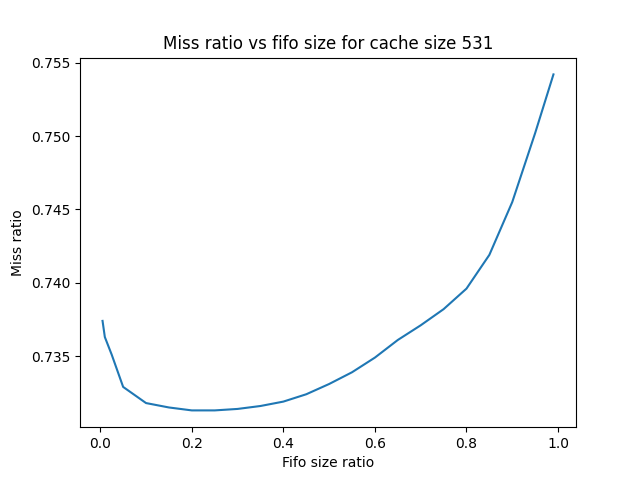 Miss ratio vs fifo size for cache size 531
0.755
0.750
0.745
0.740
0.735
Miss ratio
0.0 0.2 0.4 0.6 0.8 1.0
Fifo size ratio